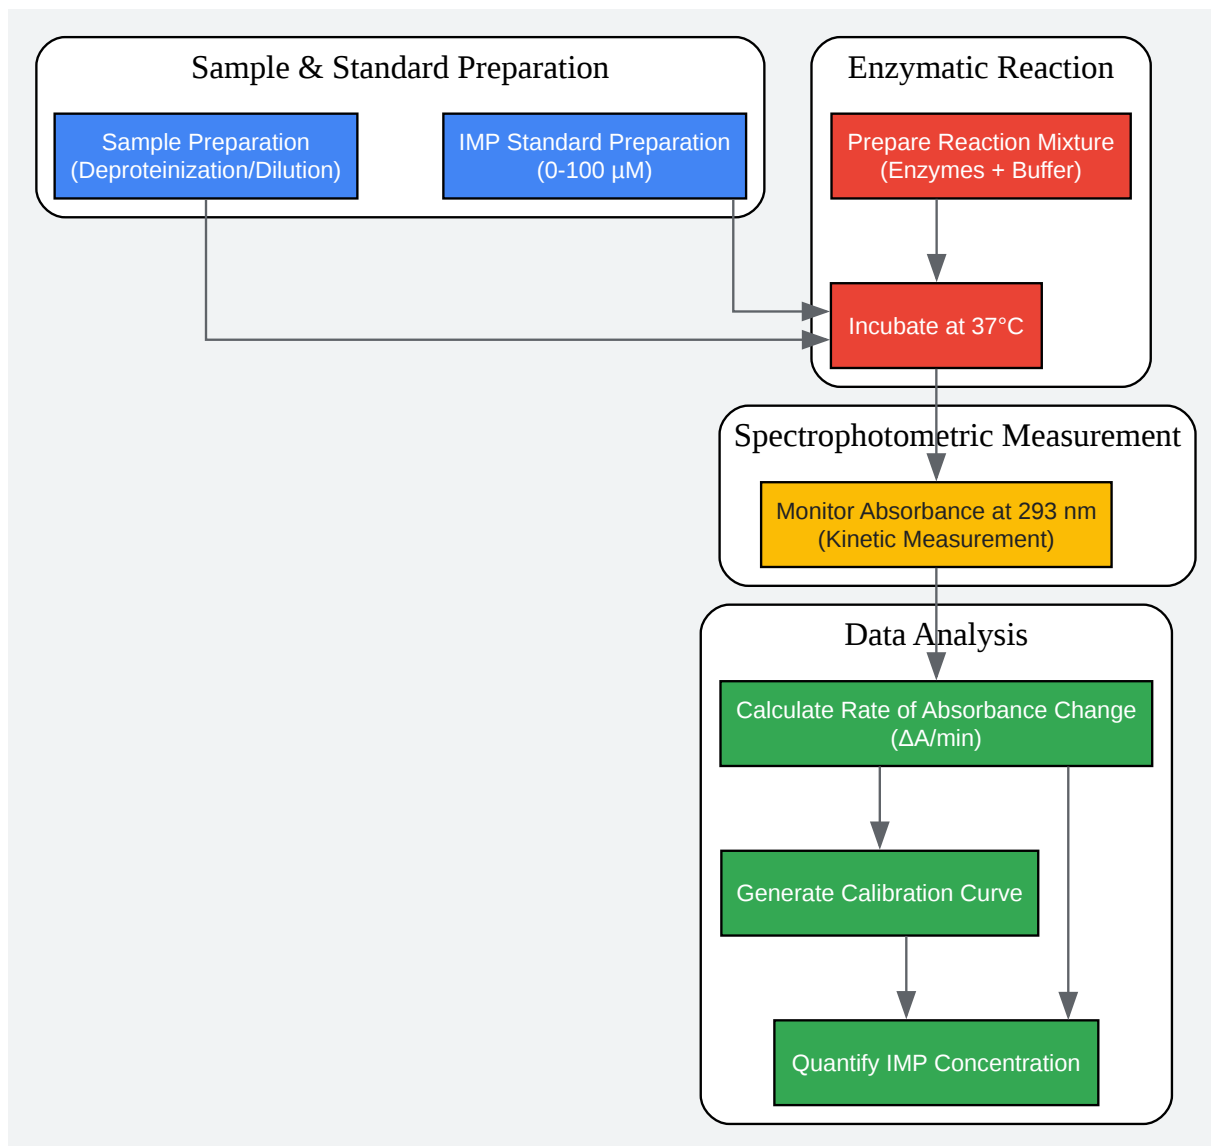 Sample & Standard Preparation
Sample Preparation
(Deproteinization/Dilution)
IMP Standard Preparation
(0-100 µM)
Enzymatic Reaction
Prepare Reaction Mixture
(Enzymes + Buffer)
Incubate at 37°C
Spectrophotometric Measurement
Monitor Absorbance at 293 nm
(Kinetic Measurement)
Data Analysis
Calculate Rate of Absorbance Change
(ΔA/min)
Generate Calibration Curve
Quantify IMP Concentration